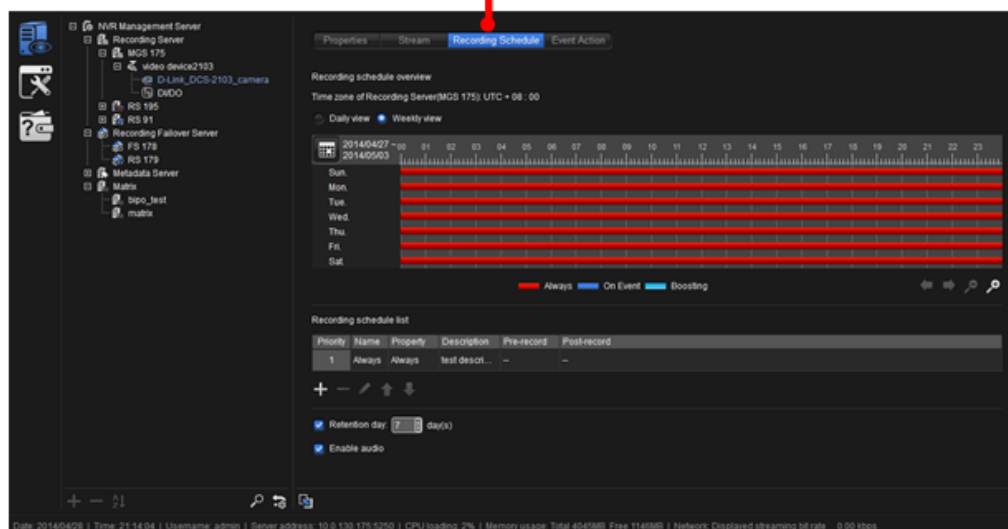 NVR Management Server
Recording Server
MGS 175
video device2103
D-Link_DCS-2103_camera
DI/DO
RS 195
RS 91
Recording Failover Server
FS 178
RS 179
Metadata Server
Matrix
bipo_test
matrix
Properties Stream Recording Schedule Event Action
Recording schedule overview
Time zone of Recording Server(MGS 175): UTC + 08 : 00
Daily view Weekly view
2014/04/27 ~
2014/05/03
00 01 02 03 04 05 06 07 08 09 10 11 12 13 14 15 16 17 18 19 20 21 22 23
Sun.
Mon.
Tue.
Wed.
Thu.
Fri.
Sat.
Always On Event Boosting
Recording schedule list
Priority Name Property Description Pre-record Post-record
1 Always Always test descri... -- --
Retention day: 7 day(s)
Enable audio
Date: 2014/04/28 | Time: 21:14:04 | Username: admin | Server address: 10.0.130.175:5250 | CPU loading: 2% | Memory usage: Total 4045MB, Free 1146MB | Network: Displayed streaming bit rate 0.00 kbps